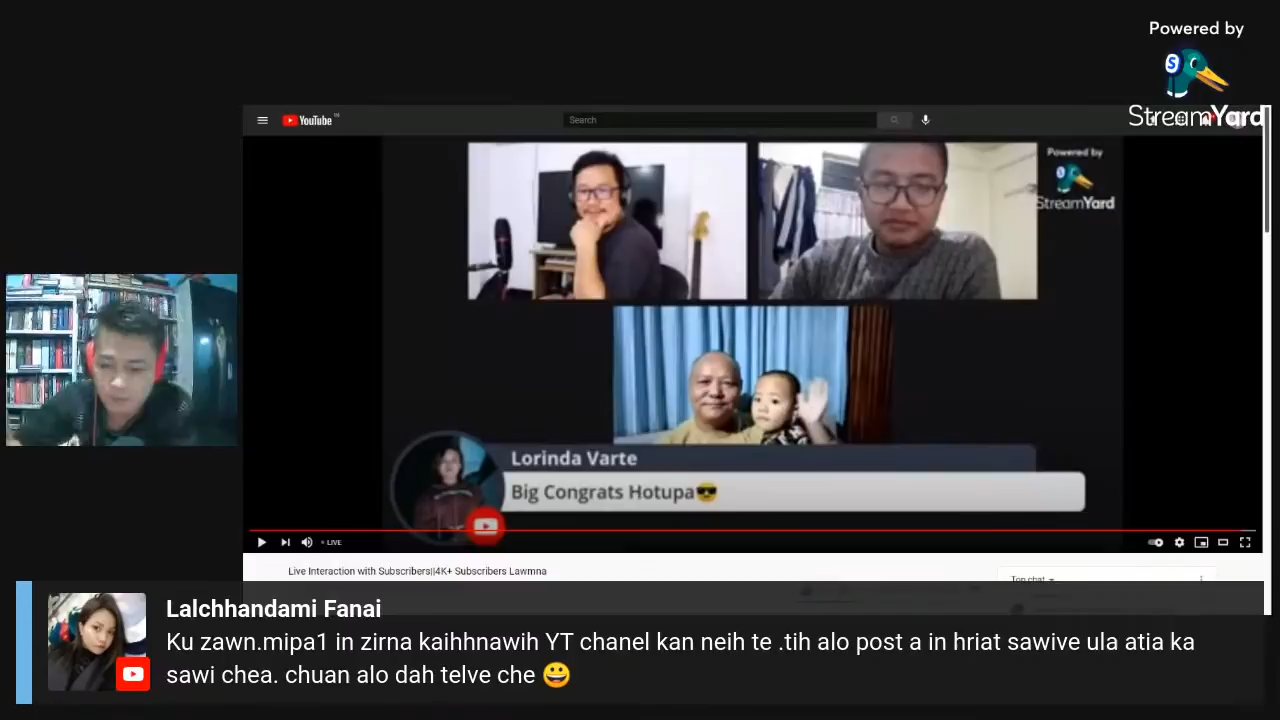 Powered by
StreamYard
YouTube
Search
Powered by
StreamYard
Lorinda Varte
Big Congrats Hotupa😎
LIVE
Live Interaction with Subscribers||4K+ Subscribers Lawmna
Top chat
Lalchhandami Fanai
Ku zawn.mipa1 in zirna kaihhnawih YT chanel kan neih te .tih alo post a in hriat sawive ula atia ka
sawi chea. chuan alo dah telve che 😀